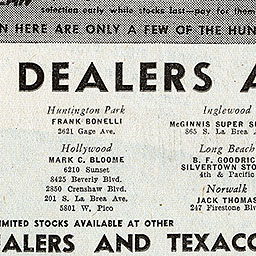 selection early while stocks last—pay for them
N HERE ARE ONLY A FEW OF THE HUN
DEALERS A
Huntington Park
FRANK BONELLI
2621 Gage Ave.
Hollywood
MARK C. BLOOME
6210 Sunset
8425 Beverly Blvd.
2850 Crenshaw Blvd.
201 S. La Brea Ave.
5801 W. Pico
Inglewood
McGINNIS SUPER S
865 S. La Brea A
Long Beach
B. F. GOODRIC
SILVERTOWN STO
4th & Pacific
Norwalk
JACK THOMAS
247 Firestone Blv
IMITED STOCKS AVAILABLE AT OTHER
ALERS AND TEXACO